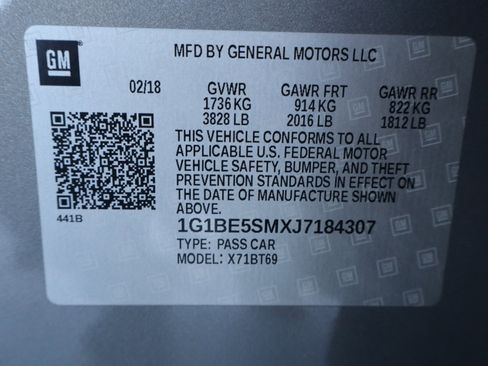 GM
MFD BY GENERAL MOTORS LLC
02/18 GVWR GAWR FRT GAWR RR
1736 KG 914 KG 822 KG
3828 LB 2016 LB 1812 LB
THIS VEHICLE CONFORMS TO ALL
APPLICABLE U.S. FEDERAL MOTOR
VEHICLE SAFETY, BUMPER, AND THEFT
PREVENTION STANDARDS IN EFFECT ON
THE DATE OF MANUFACTURE SHOWN
ABOVE.
441B
1G1BE5SMXJ7184307
TYPE: PASS CAR
MODEL: X71BT69